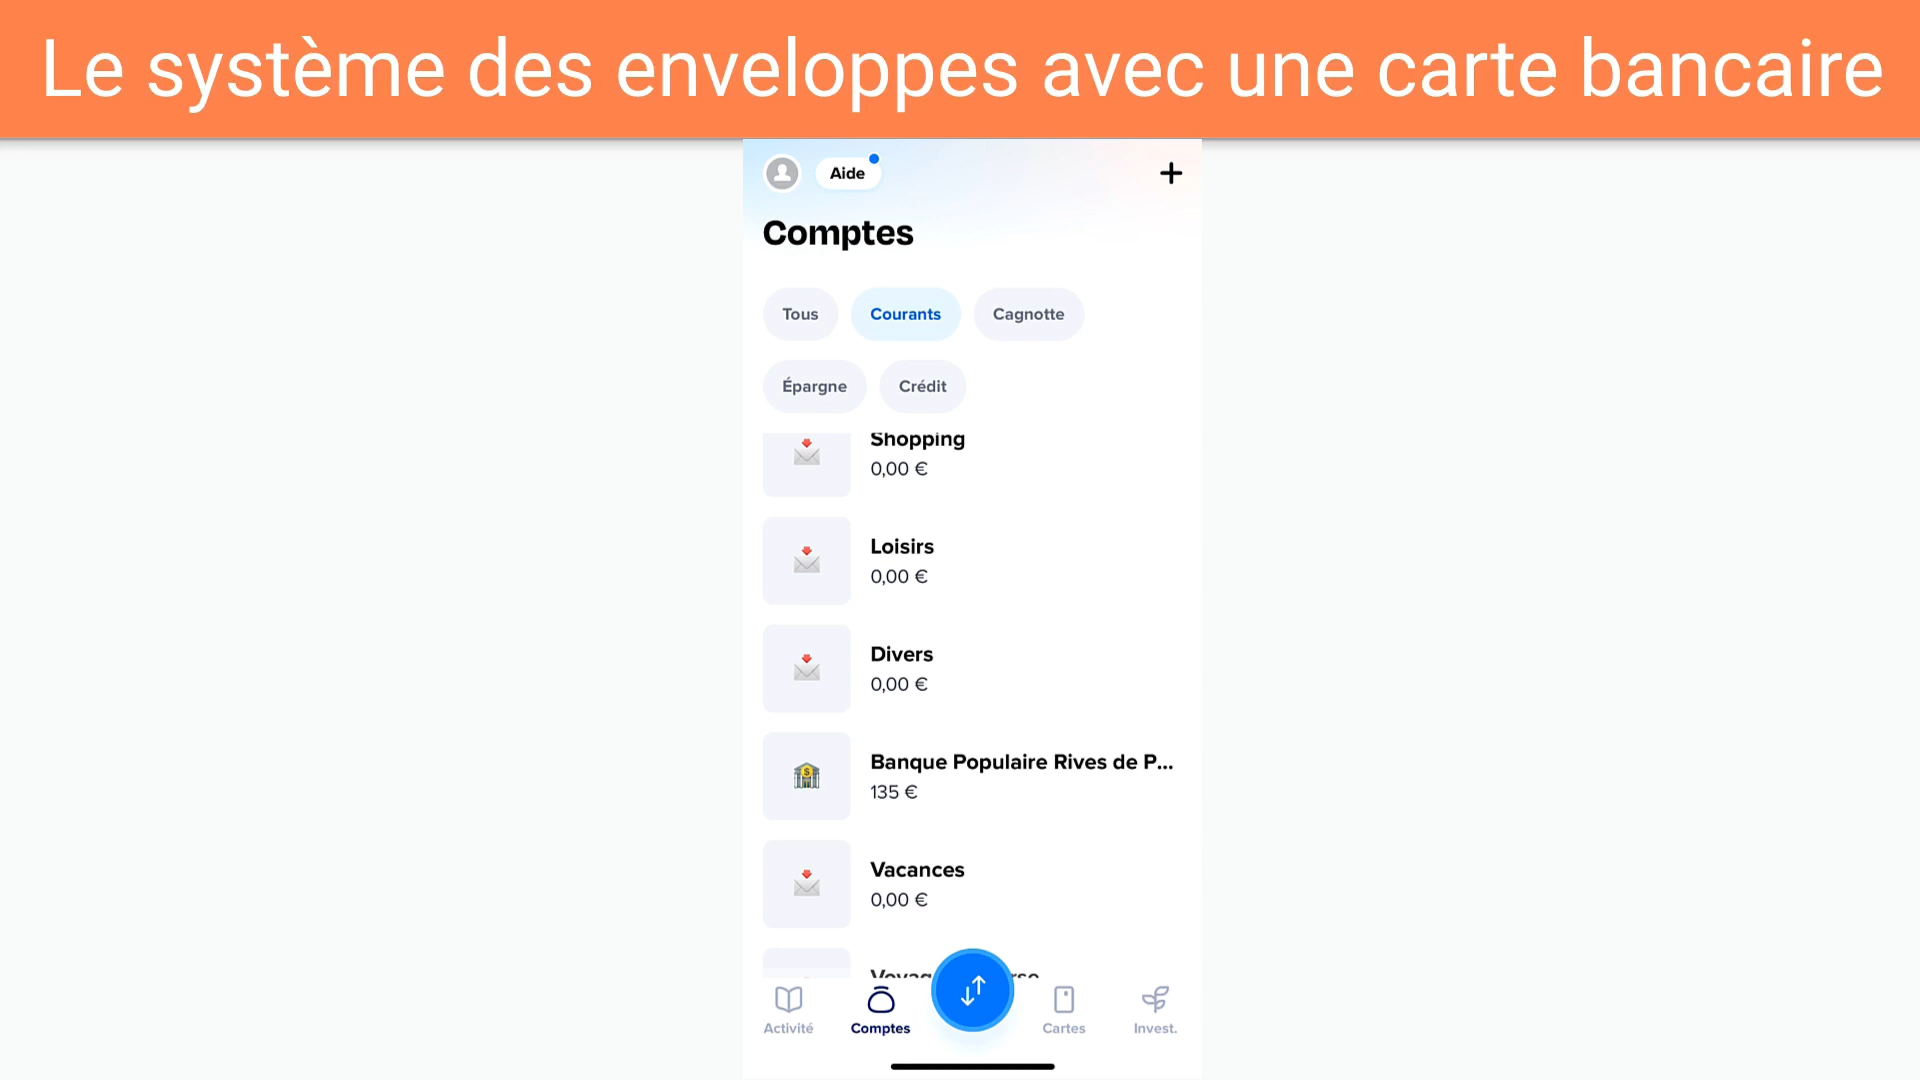 Le système des enveloppes avec une carte bancaire
Aide
Comptes
Tous
Courants
Cagnotte
Épargne
Crédit
Shopping
0,00 €
Loisirs
0,00 €
Divers
0,00 €
Banque Populaire Rives de P...
135 €
Vacances
0,00 €
Activité
Comptes
Cartes
Invest.